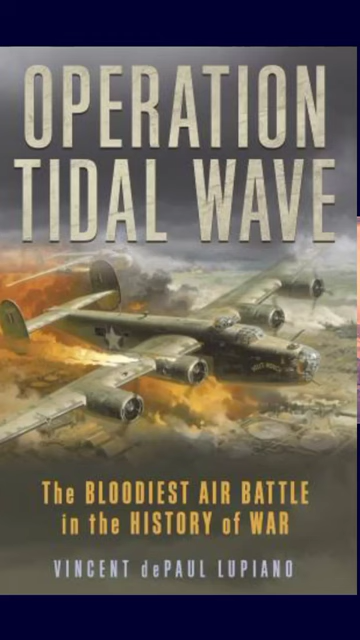 OPERATION
TIDAL WAVE
The BLOODIEST AIR BATTLE
in the HISTORY of WAR
VINCENT dePAUL LUPIANO